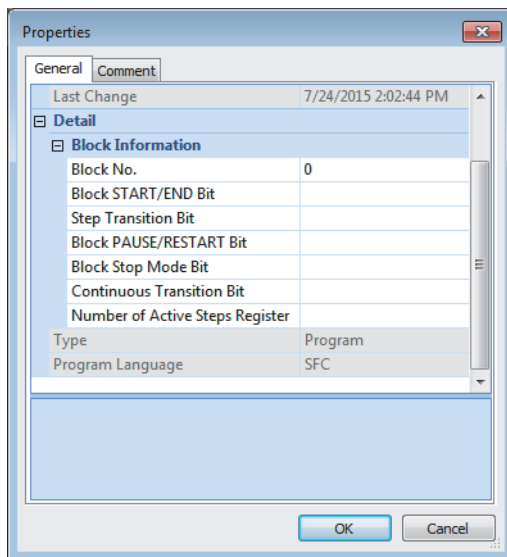 Properties
General Comment
Last Change 7/24/2015 2:02:44 PM
Detail
Block Information
Block No. 0
Block START/END Bit
Step Transition Bit
Block PAUSE/RESTART Bit
Block Stop Mode Bit
Continuous Transition Bit
Number of Active Steps Register
Type Program
Program Language SFC
OK Cancel